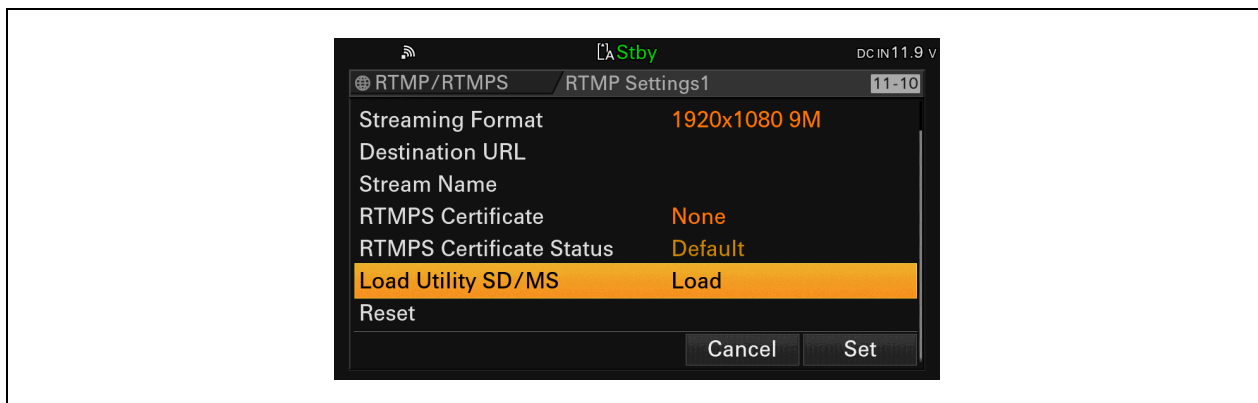 Stby DC IN 11.9 V
RTMP/RTMPS RTMP Settings1 11-10
Streaming Format 1920x1080 9M
Destination URL
Stream Name
RTMPS Certificate None
RTMPS Certificate Status Default
Load Utility SD/MS Load
Reset
Cancel Set